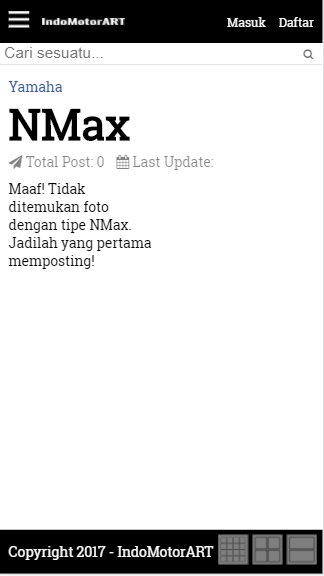 IndoMotorART Masuk Daftar
Cari sesuatu...
Yamaha
NMax
Total Post: 0 Last Update:
Maaf! Tidak
ditemukan foto
dengan tipe NMax.
Jadilah yang pertama
memposting!
Copyright 2017 - IndoMotorART